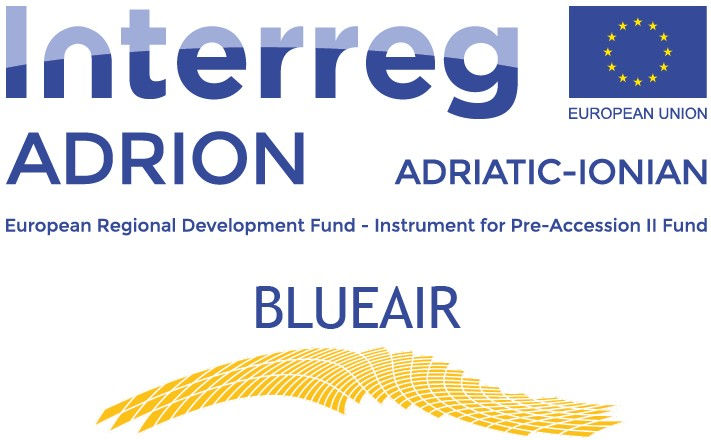 Interreg
EUROPEAN UNION
ADRION ADRIATIC-IONIAN
European Regional Development Fund - Instrument for Pre-Accession II Fund
BLUEAIR